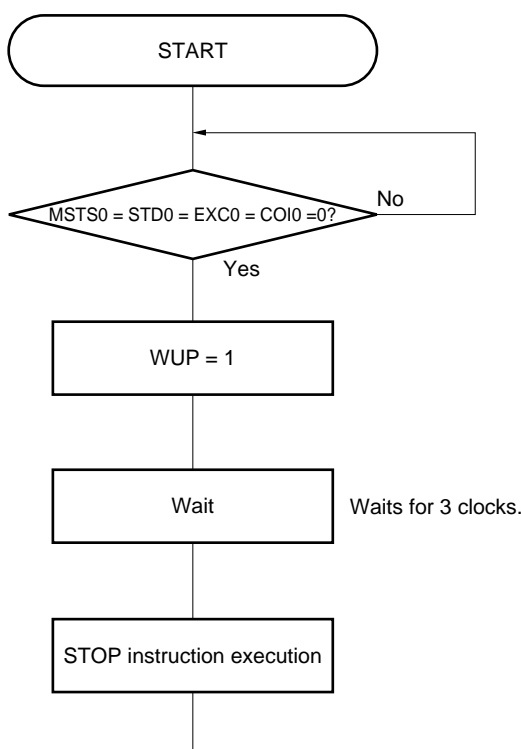 START
MSTS0 = STD0 = EXC0 = COI0 =0?
No
Yes
WUP = 1
Wait
Waits for 3 clocks.
STOP instruction execution